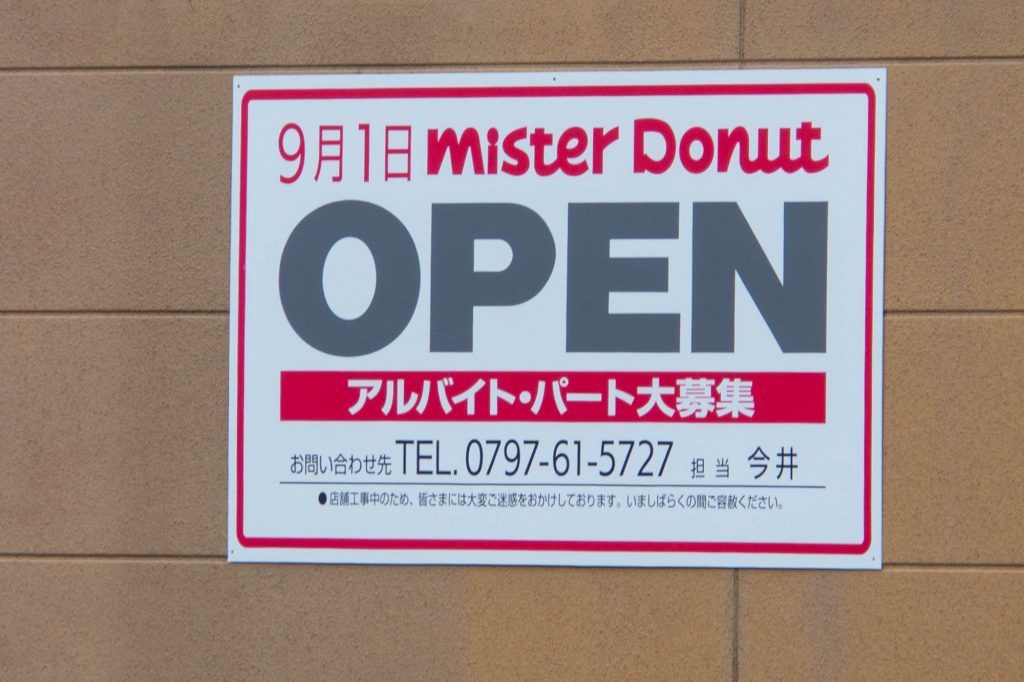 9月1日 mister Donut
OPEN
アルバイト・パート大募集
お問い合わせ先 TEL. 0797-61-5727 担当 今井
●店舗工事中のため、皆さまには大変ご迷惑をおかけしております。いましばらくの間ご容赦ください。